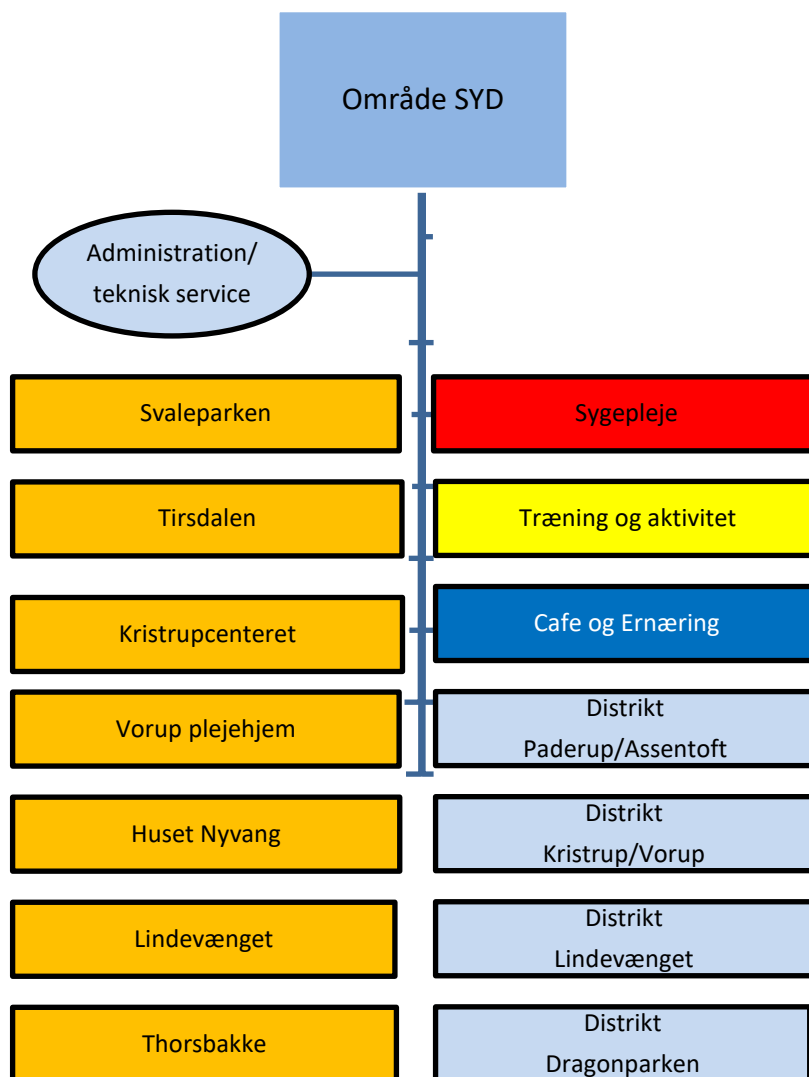 Område SYD
Administration/
teknisk service
Svaleparken
Sygepleje
Tirsdalen
Træning og aktivitet
Kristrupcenteret
Cafe og Ernæring
Vorup plejehjem
Distrikt
Paderup/Assentoft
Huset Nyvang
Distrikt
Kristrup/Vorup
Lindevænget
Distrikt
Lindevænget
Thorsbakke
Distrikt
Dragonparken